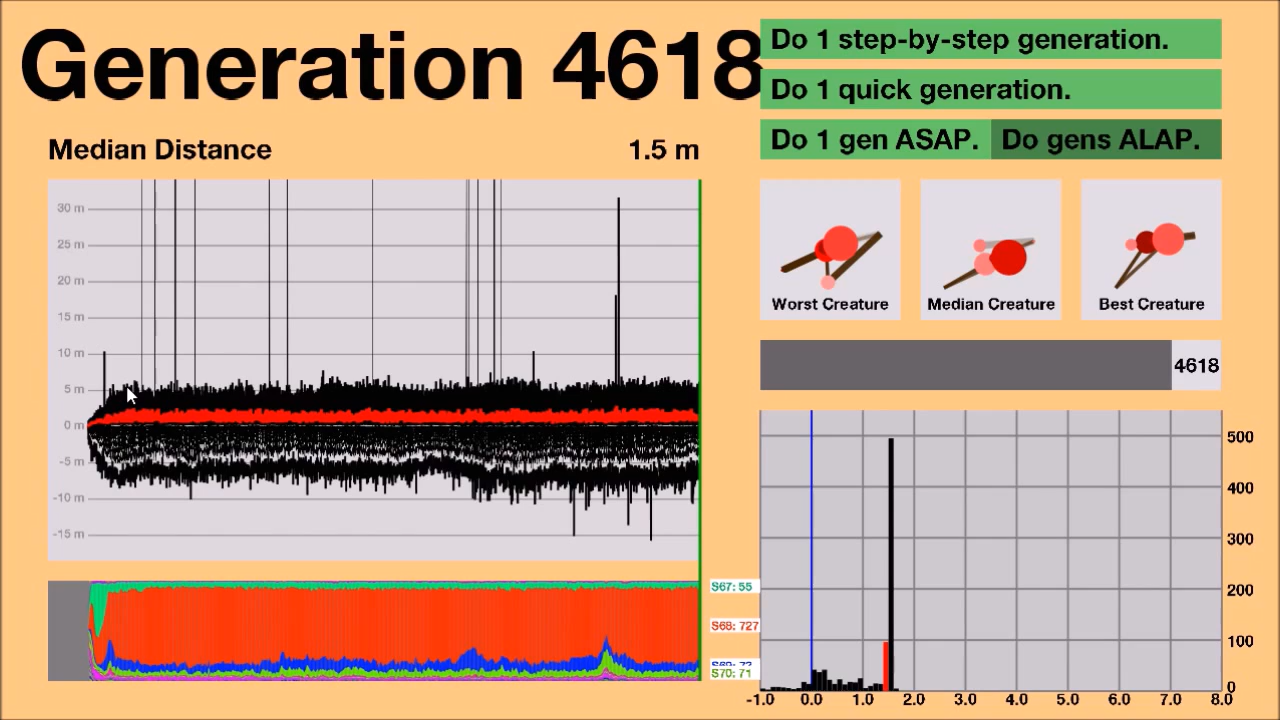 Generation 4618
Do 1 step-by-step generation.
Do 1 quick generation.
Do 1 gen ASAP.
Do gens ALAP.
Median Distance
1.5 m
30 m
25 m
20 m
15 m
10 m
5 m
0 m
-5 m
-10 m
-15 m
Worst Creature
Median Creature
Best Creature
4618
500
400
300
200
100
0
-1.0 0.0 1.0 2.0 3.0 4.0 5.0 6.0 7.0 8.0
S67: 55
S68: 727
S70: 71